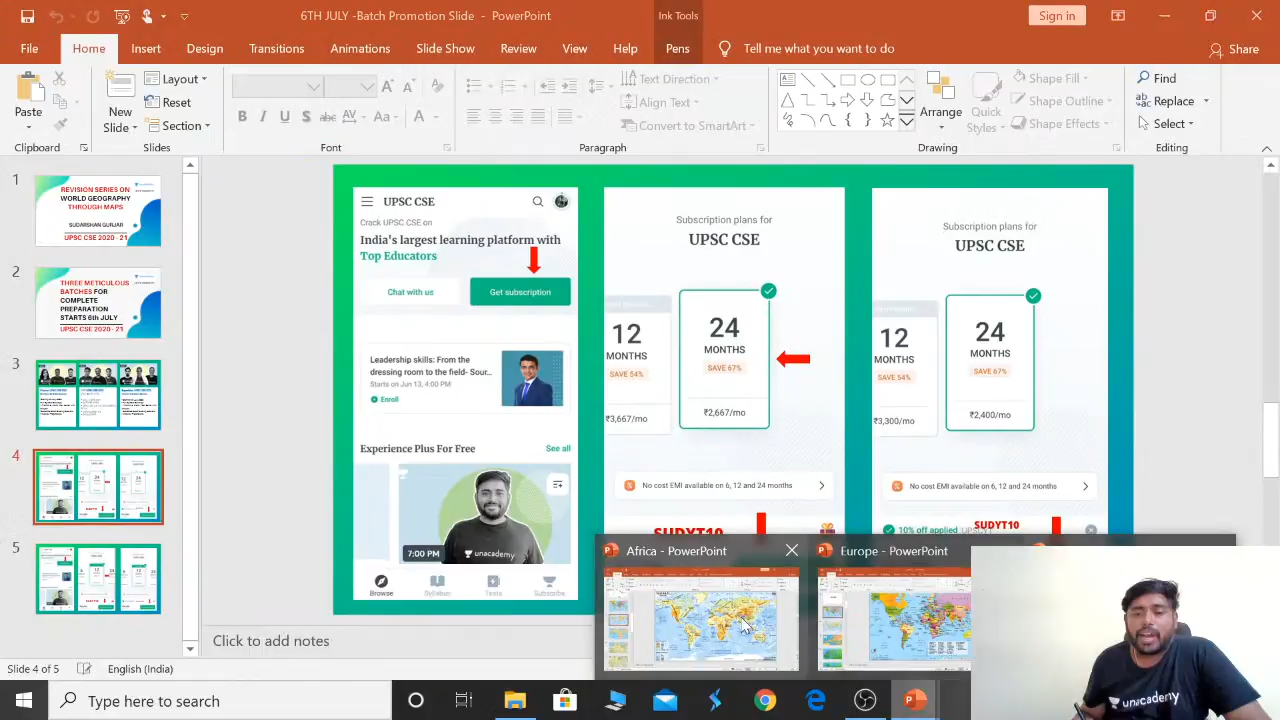 6TH JULY -Batch Promotion Slide - PowerPoint
Ink Tools
Sign in
File
Home
Insert
Design
Transitions
Animations
Slide Show
Review
View
Help
Pens
Tell me what you want to do
Share
Paste
Clipboard
New
Slide
Layout
Reset
Section
Slides
B I U S abc AV Aa A
Font
Text Direction
Align Text
Convert to SmartArt
Paragraph
Arrange
Quick
Styles
Shape Fill
Shape Outline
Shape Effects
Drawing
Find
Replace
Select
Editing
1
REVISION SERIES ON
WORLD GEOGRAPHY
THROUGH MAPS
SUDARSHAN GURJAR
UPSC CSE 2020 - 21
2
THREE METICULOUS
BATCHES FOR
COMPLETE
PREPARATION
STARTS 6th JULY
UPSC CSE 2020 - 21
3
4
5
UPSC CSE
Crack UPSC CSE on
India's largest learning platform with
Top Educators
Chat with us
Get subscription
Leadership skills: From the
dressing room to the field- Sour...
Starts on Jun 13, 4:00 PM
Enroll
Experience Plus For Free
See all
7:00 PM
unacademy
Browse
Syllabus
Tests
Subscribe
Subscription plans for
UPSC CSE
12
MONTHS
SAVE 54%
₹3,667/mo
24
MONTHS
SAVE 67%
₹2,667/mo
No cost EMI available on 6, 12 and 24 months
SUDYT10
Subscription plans for
UPSC CSE
12
MONTHS
SAVE 54%
₹3,300/mo
24
MONTHS
SAVE 67%
₹2,400/mo
No cost EMI available on 6, 12 and 24 months
10% off applied
SUDYT10
Africa - PowerPoint
Europe - PowerPoint
unacademy
Click to add notes
Slide 4 of 5
English (India)
Type here to search